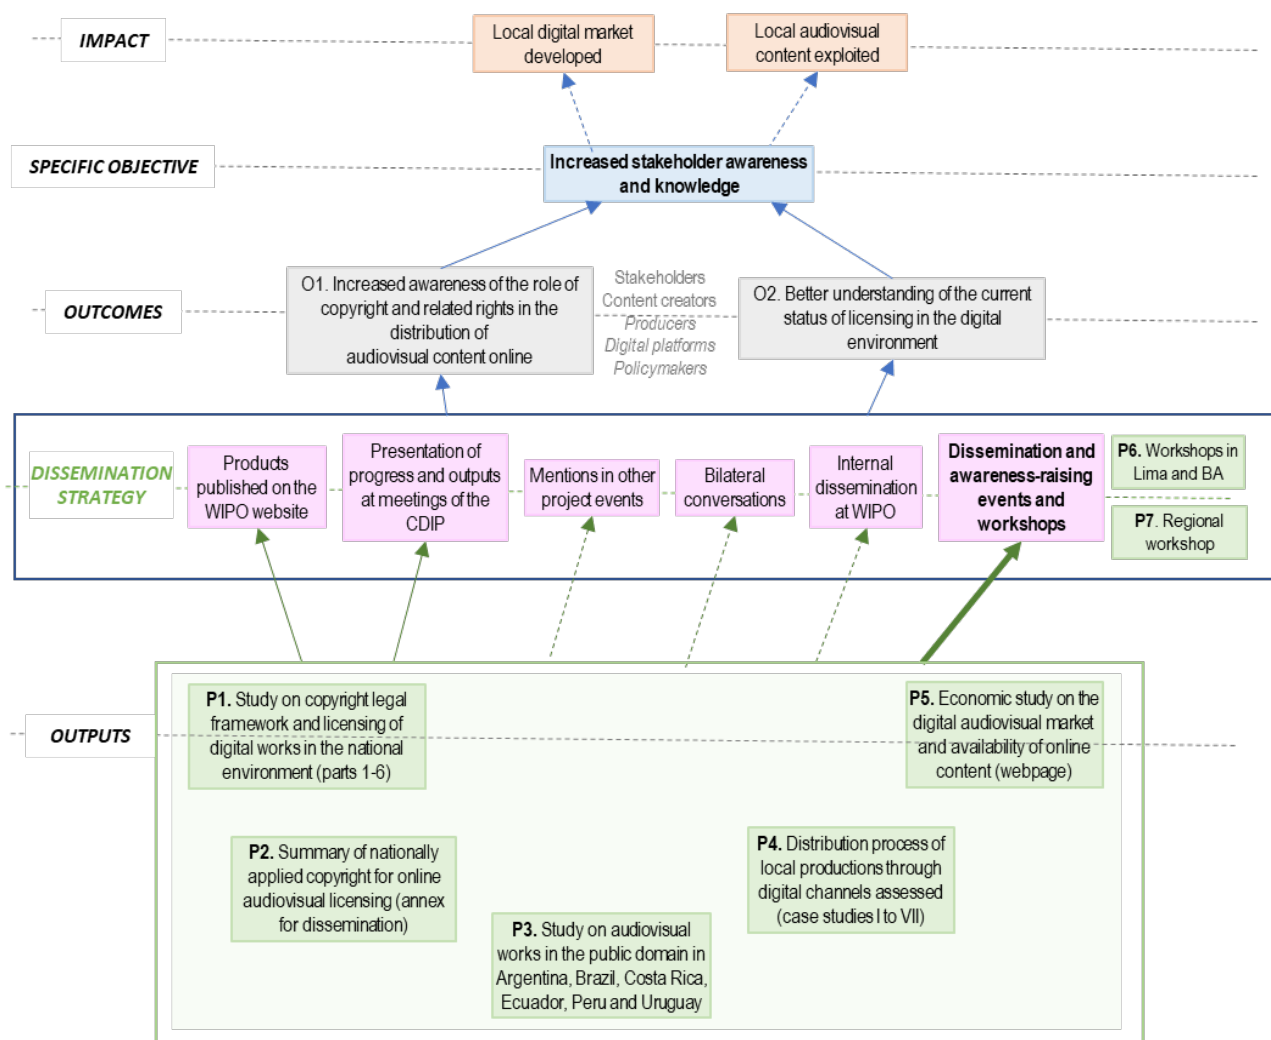 IMPACT
Local digital market
developed
Local audiovisual
content exploited
SPECIFIC OBJECTIVE
Increased stakeholder awareness
and knowledge
OUTCOMES
O1. Increased awareness of the role of
copyright and related rights in the
distribution of
audiovisual content online
Stakeholders
Content creators
Producers
Digital platforms
Policymakers
O2. Better understanding of the current
status of licensing in the digital
environment
DISSEMINATION
STRATEGY
Products
published on the
WIPO website
Presentation of
progress and outputs
at meetings of the
CDIP
Mentions in other
project events
Bilateral
conversations
Internal
dissemination
at WIPO
Dissemination and
awareness-raising
events and
workshops
P6. Workshops in
Lima and BA
P7. Regional
workshop
OUTPUTS
P1. Study on copyright legal
framework and licensing of
digital works in the national
environment (parts 1-6)
P5. Economic study on the
digital audiovisual market
and availability of online
content (webpage)
P2. Summary of nationally
applied copyright for online
audiovisual licensing (annex
for dissemination)
P4. Distribution process of
local productions through
digital channels assessed
(case studies I to VII)
P3. Study on audiovisual
works in the public domain in
Argentina, Brazil, Costa Rica,
Ecuador, Peru and Uruguay